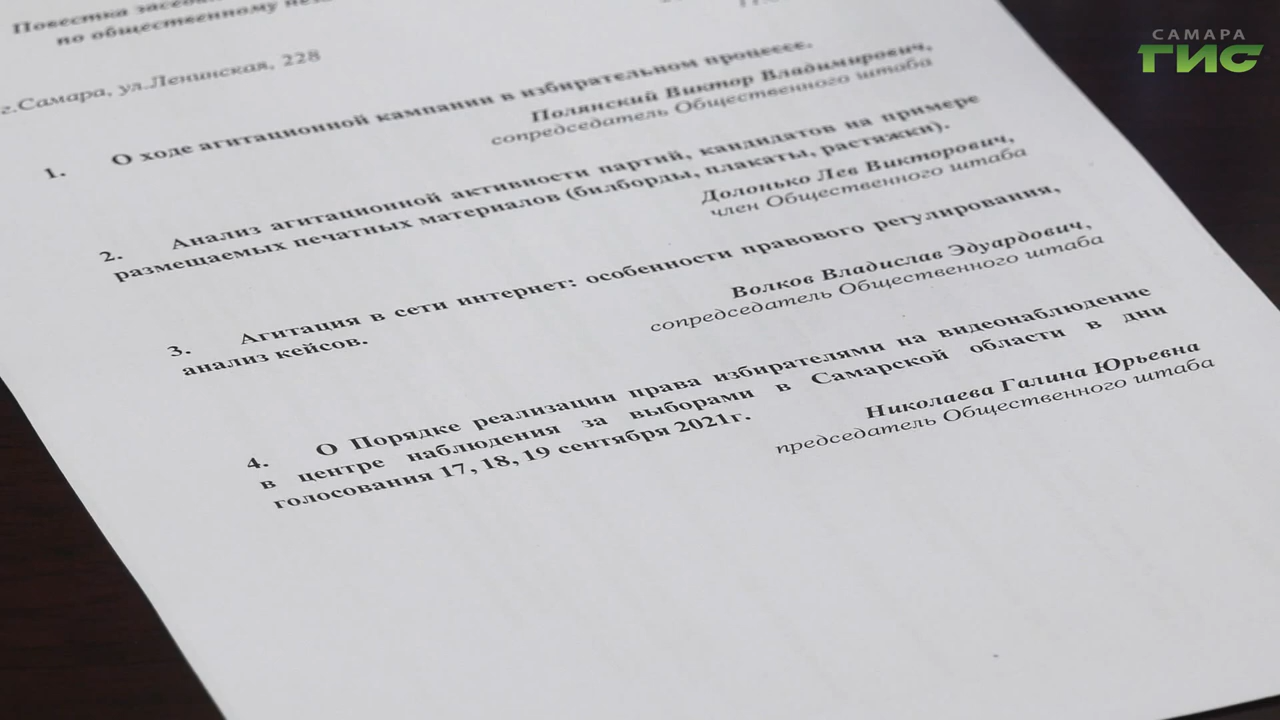 САМАРА
ГИС
Повестка
по общественному
г.Самара, ул.Ленинская, 228
1. О ходе агитационной кампании в избирательном процессе.
Полянский Виктор Владимирович,
сопредседатель Общественного штаба
2. Анализ агитационной активности партий, кандидатов на примере
размещаемых печатных материалов (билборды, плакаты, растяжки).
Долонько Лев Викторович,
член Общественного штаба
3. Агитация в сети интернет: особенности правового регулирования,
анализ кейсов.
Волков Владислав Эдуардович,
сопредседатель Общественного штаба
4. О Порядке реализации права избирателями на видеонаблюдение
в центре наблюдения за выборами в Самарской области в дни
голосования 17, 18, 19 сентября 2021г.
Николаева Галина Юрьевна
председатель Общественного штаба